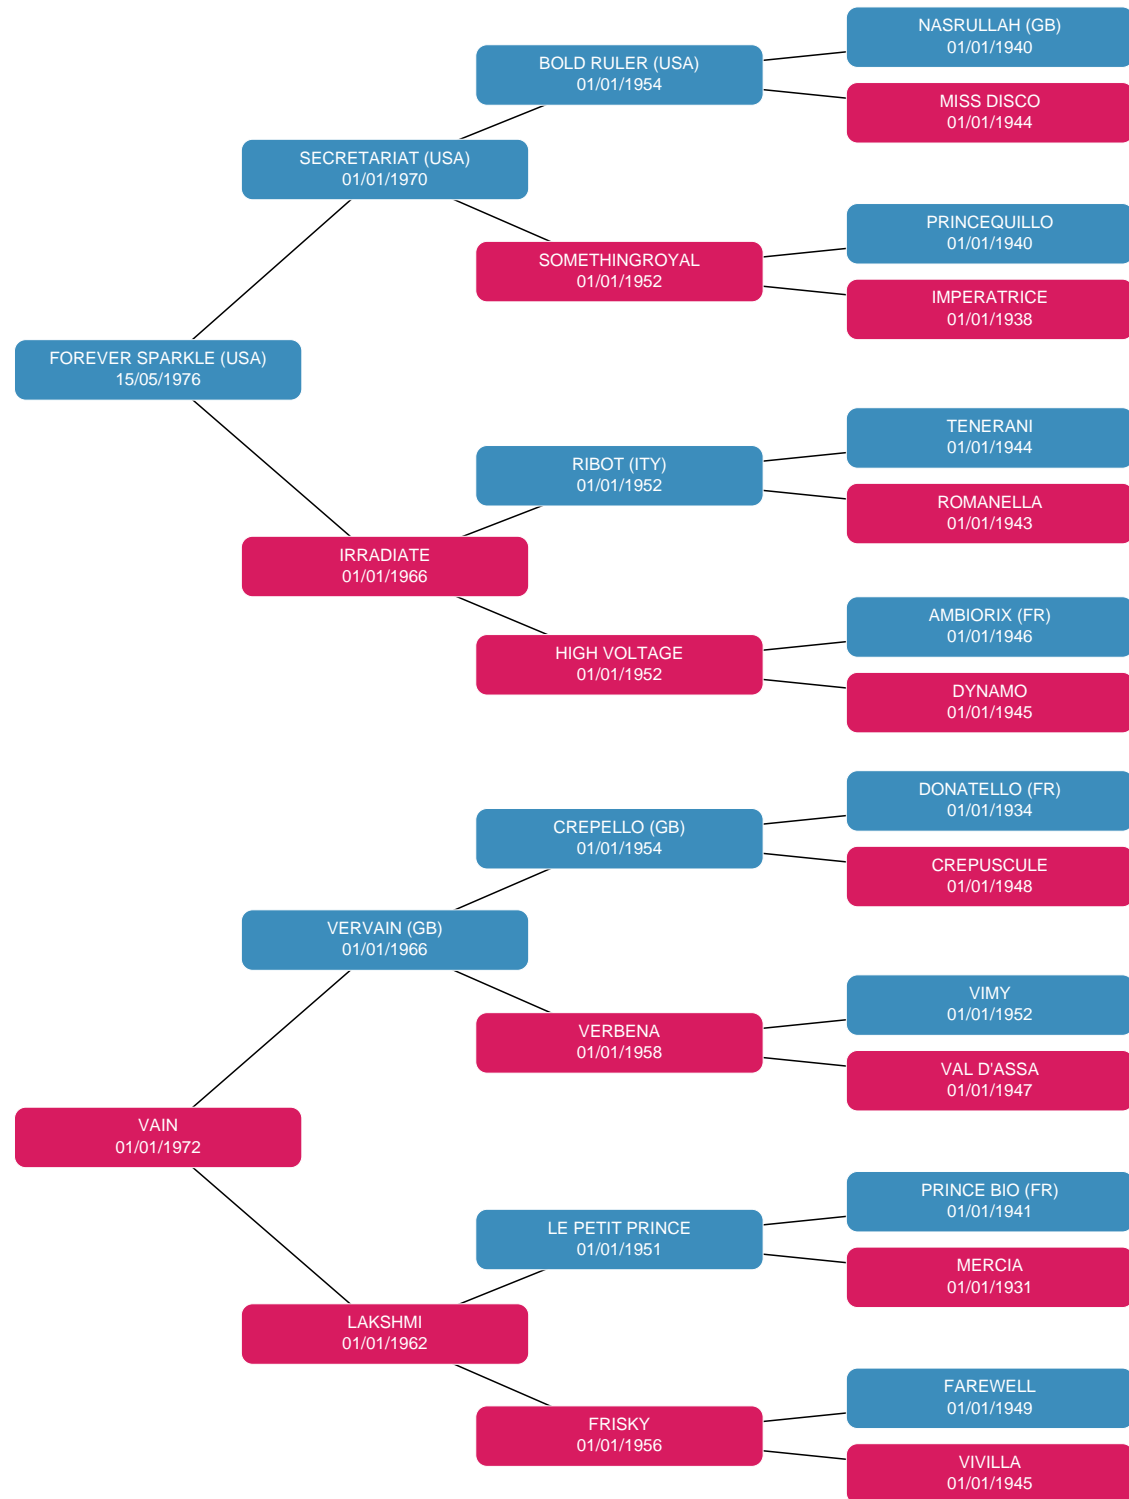 NASRULLAH (GB)
01/01/1940
BOLD RULER (USA)
01/01/1954
MISS DISCO
01/01/1944
SECRETARIAT (USA)
01/01/1970
PRINCEQUILLO
01/01/1940
SOMETHINGROYAL
01/01/1952
IMPERATRICE
01/01/1938
FOREVER SPARKLE (USA)
15/05/1976
TENERANI
01/01/1944
RIBOT (ITY)
01/01/1952
ROMANELLA
01/01/1943
IRRADIATE
01/01/1966
AMBIORIX (FR)
01/01/1946
HIGH VOLTAGE
01/01/1952
DYNAMO
01/01/1945
DONATELLO (FR)
01/01/1934
CREPELLO (GB)
01/01/1954
CREPUSCULE
01/01/1948
VERVAIN (GB)
01/01/1966
VIMY
01/01/1952
VERBENA
01/01/1958
VAL D'ASSA
01/01/1947
VAIN
01/01/1972
PRINCE BIO (FR)
01/01/1941
LE PETIT PRINCE
01/01/1951
MERCIA
01/01/1931
LAKSHMI
01/01/1962
FAREWELL
01/01/1949
FRISKY
01/01/1956
VIVILLA
01/01/1945